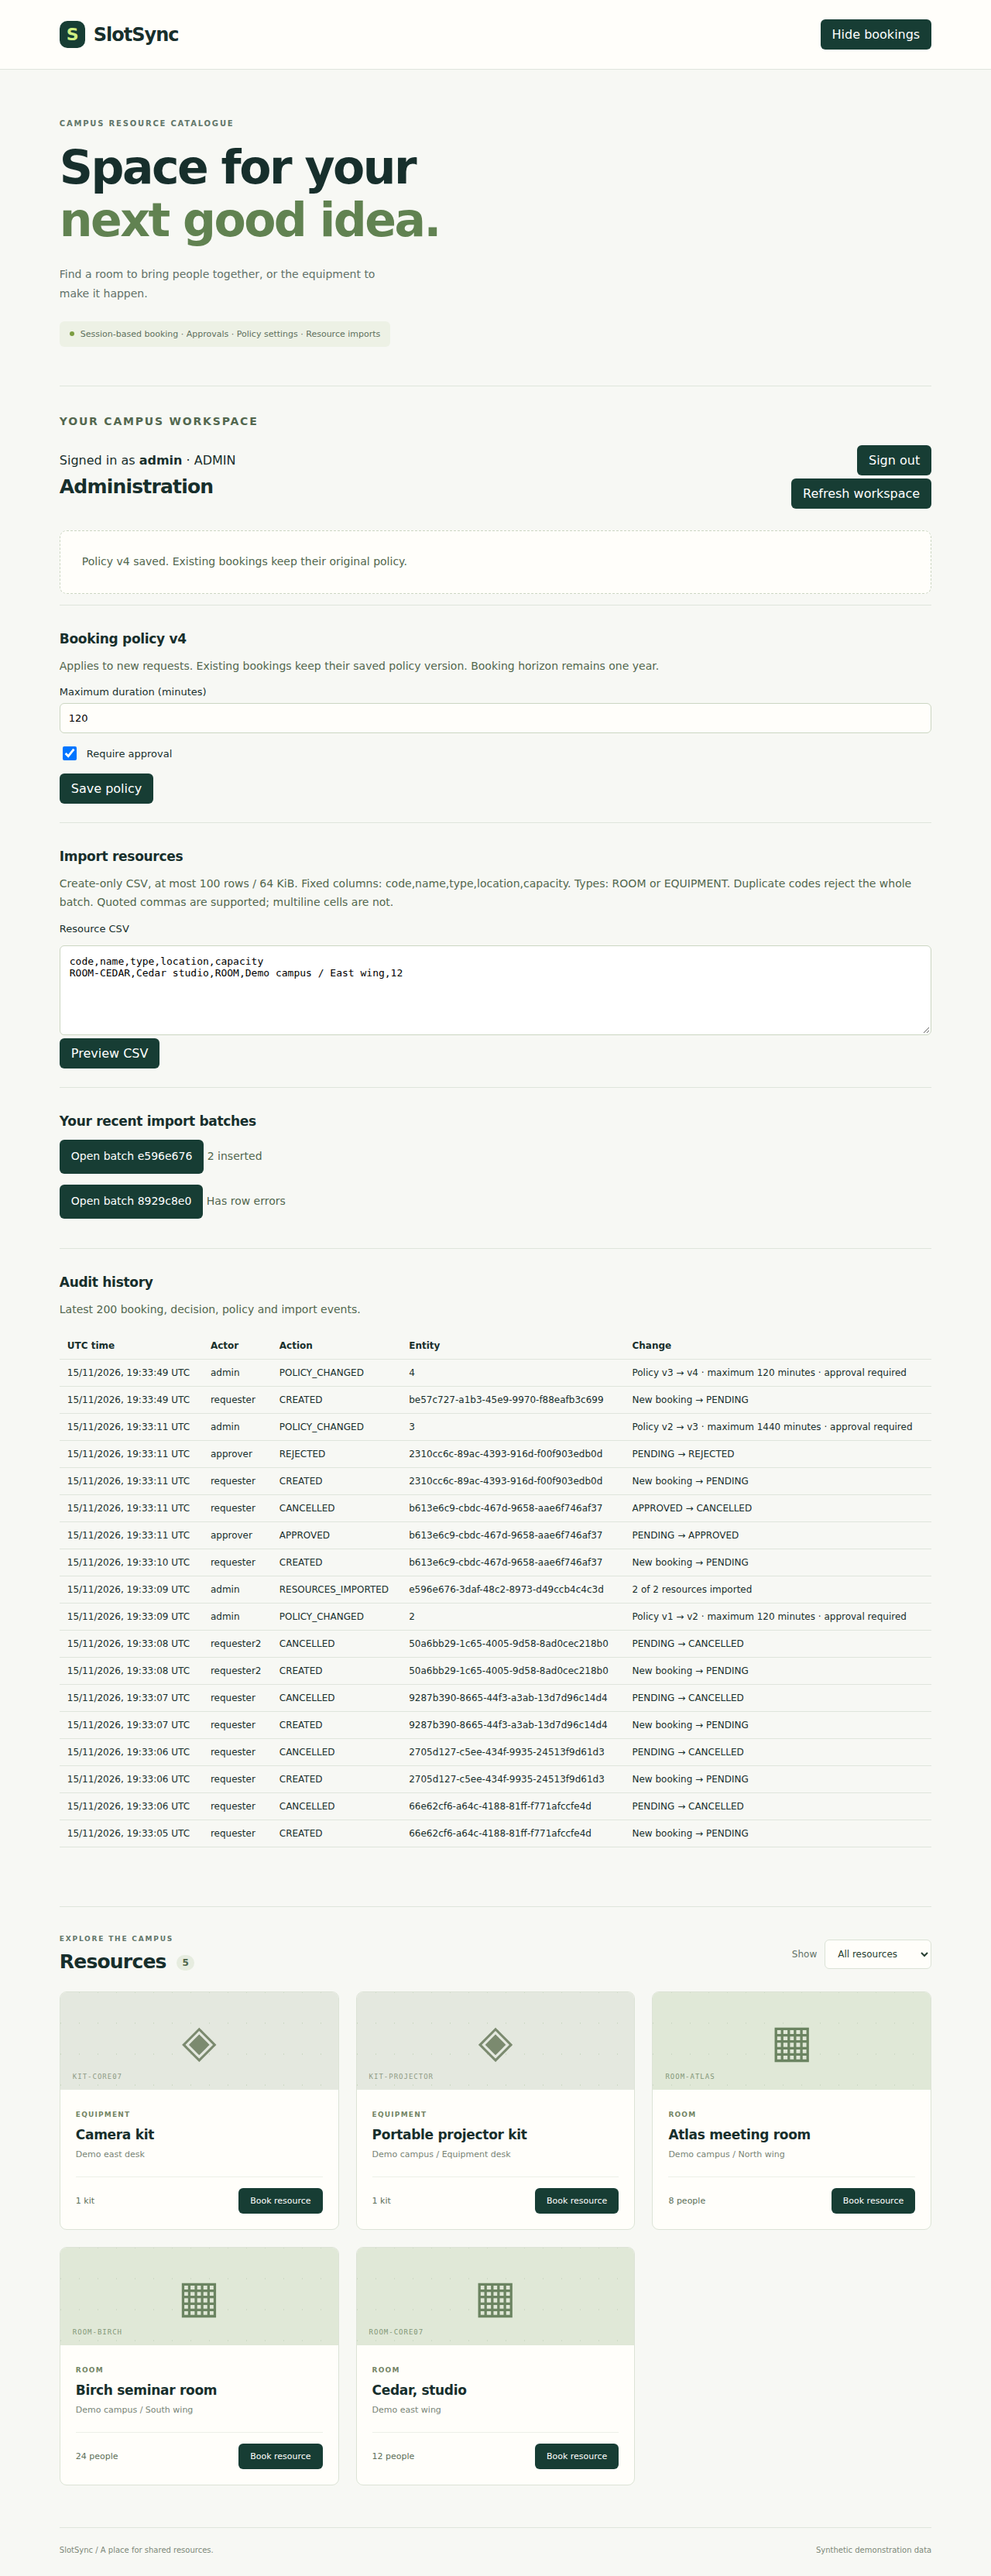 S SlotSync
Hide bookings
CAMPUS RESOURCE CATALOGUE
Space for your
next good idea.
Find a room to bring people together, or the equipment to
make it happen.
Session-based booking · Approvals · Policy settings · Resource imports
YOUR CAMPUS WORKSPACE
Signed in as admin · ADMIN
Sign out
Administration
Refresh workspace
Policy v4 saved. Existing bookings keep their original policy.
Booking policy v4
Applies to new requests. Existing bookings keep their saved policy version. Booking horizon remains one year.
Maximum duration (minutes)
120
Require approval
Save policy
Import resources
Create-only CSV, at most 100 rows / 64 KiB. Fixed columns: code,name,type,location,capacity. Types: ROOM or EQUIPMENT. Duplicate codes reject the whole
batch. Quoted commas are supported; multiline cells are not.
Resource CSV
code,name,type,location,capacity
ROOM-CEDAR,Cedar studio,ROOM,Demo campus / East wing,12
Preview CSV
Your recent import batches
Open batch e596e676 2 inserted
Open batch 8929c8e0 Has row errors
Audit history
Latest 200 booking, decision, policy and import events.
UTC time Actor Action Entity Change
15/11/2026, 19:33:49 UTC admin POLICY_CHANGED 4 Policy v3 → v4 · maximum 120 minutes · approval required
15/11/2026, 19:33:49 UTC requester CREATED be57c727-a1b3-45e9-9970-f88eafb3c699 New booking → PENDING
15/11/2026, 19:33:11 UTC admin POLICY_CHANGED 3 Policy v2 → v3 · maximum 1440 minutes · approval required
15/11/2026, 19:33:11 UTC approver REJECTED 2310cc6c-89ac-4393-916d-f00f903edb0d PENDING → REJECTED
15/11/2026, 19:33:11 UTC requester CREATED 2310cc6c-89ac-4393-916d-f00f903edb0d New booking → PENDING
15/11/2026, 19:33:11 UTC requester CANCELLED b613e6c9-cbdc-467d-9658-aae6f746af37 APPROVED → CANCELLED
15/11/2026, 19:33:11 UTC approver APPROVED b613e6c9-cbdc-467d-9658-aae6f746af37 PENDING → APPROVED
15/11/2026, 19:33:10 UTC requester CREATED b613e6c9-cbdc-467d-9658-aae6f746af37 New booking → PENDING
15/11/2026, 19:33:09 UTC admin RESOURCES_IMPORTED e596e676-3daf-48c2-8973-d49ccb4c4c3d 2 of 2 resources imported
15/11/2026, 19:33:09 UTC admin POLICY_CHANGED 2 Policy v1 → v2 · maximum 120 minutes · approval required
15/11/2026, 19:33:08 UTC requester2 CANCELLED 50a6bb29-1c65-4005-9d58-8ad0cec218b0 PENDING → CANCELLED
15/11/2026, 19:33:08 UTC requester2 CREATED 50a6bb29-1c65-4005-9d58-8ad0cec218b0 New booking → PENDING
15/11/2026, 19:33:07 UTC requester CANCELLED 9287b390-8665-44f3-a3ab-13d7d96c14d4 PENDING → CANCELLED
15/11/2026, 19:33:07 UTC requester CREATED 9287b390-8665-44f3-a3ab-13d7d96c14d4 New booking → PENDING
15/11/2026, 19:33:06 UTC requester CANCELLED 2705d127-c5ee-434f-9935-24513f9d61d3 PENDING → CANCELLED
15/11/2026, 19:33:06 UTC requester CREATED 2705d127-c5ee-434f-9935-24513f9d61d3 New booking → PENDING
15/11/2026, 19:33:06 UTC requester CANCELLED 66e62cf6-a64c-4188-81ff-f771afccfe4d PENDING → CANCELLED
15/11/2026, 19:33:05 UTC requester CREATED 66e62cf6-a64c-4188-81ff-f771afccfe4d New booking → PENDING
EXPLORE THE CAMPUS
Resources 5
Show All resources
KIT-CORE07
EQUIPMENT
Camera kit
Demo east desk
1 kit
Book resource
KIT-PROJECTOR
EQUIPMENT
Portable projector kit
Demo campus / Equipment desk
1 kit
Book resource
ROOM-ATLAS
ROOM
Atlas meeting room
Demo campus / North wing
8 people
Book resource
ROOM-BIRCH
ROOM
Birch seminar room
Demo campus / South wing
24 people
Book resource
ROOM-CORE07
ROOM
Cedar, studio
Demo east wing
12 people
Book resource
SlotSync / A place for shared resources.
Synthetic demonstration data